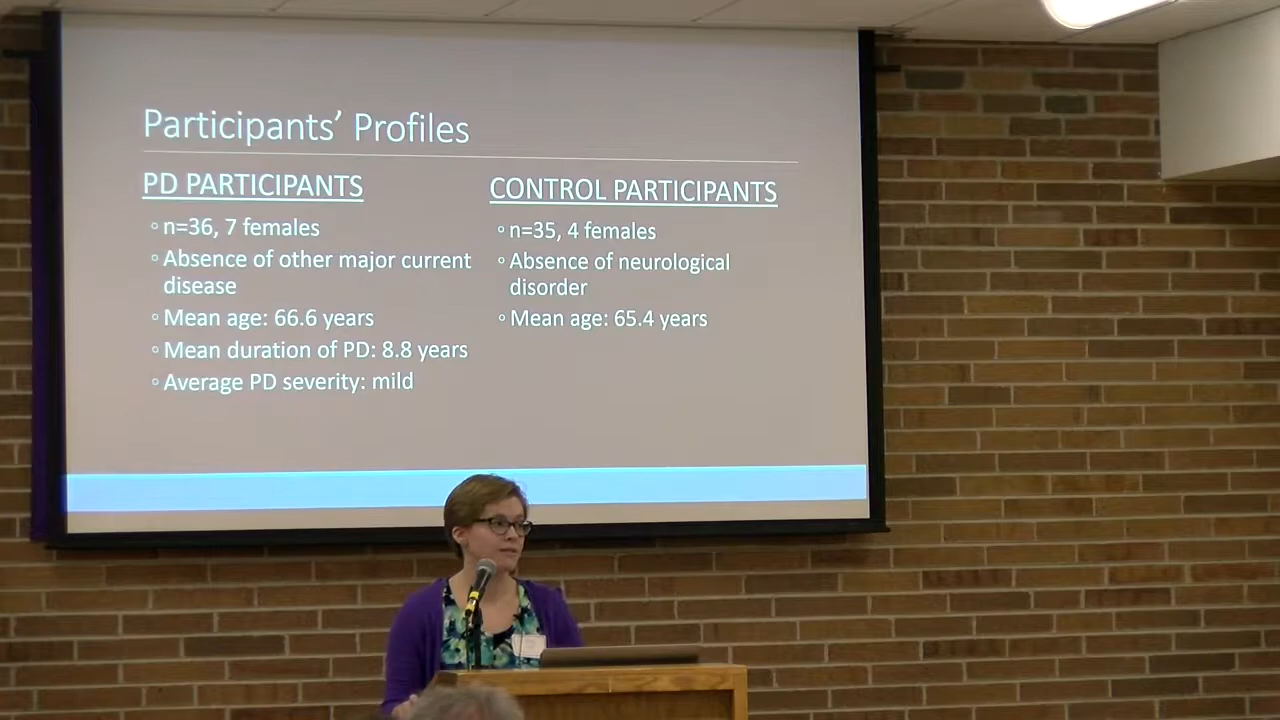 Participants’ Profiles
PD PARTICIPANTS
n=36, 7 females
Absence of other major current
disease
Mean age: 66.6 years
Mean duration of PD: 8.8 years
Average PD severity: mild
CONTROL PARTICIPANTS
n=35, 4 females
Absence of neurological
disorder
Mean age: 65.4 years